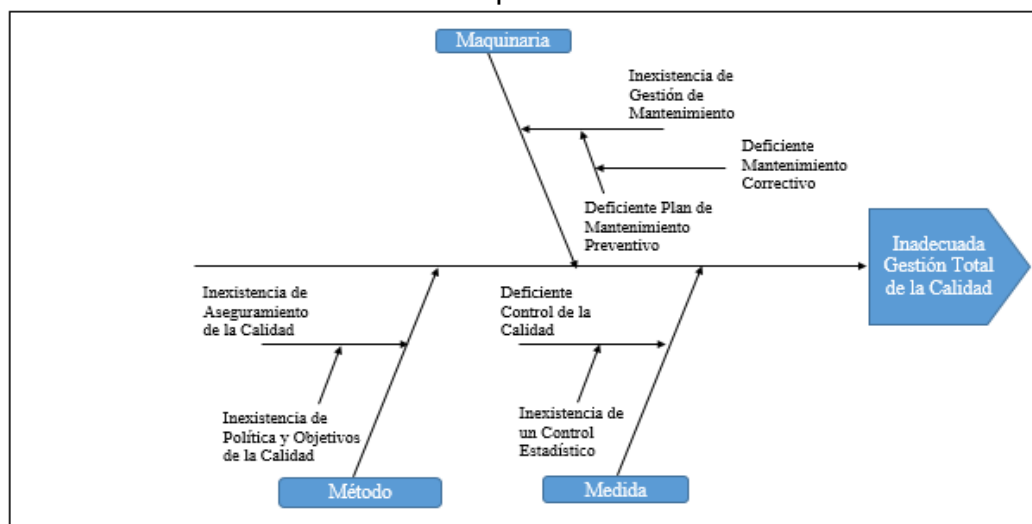 Maquinaria
Inexistencia de
Gestión de
Mantenimiento
Deficiente
Mantenimiento
Correctivo
Deficiente Plan de
Mantenimiento
Preventivo
Inadecuada
Gestión Total
de la Calidad
Inexistencia de
Aseguramiento
de la Calidad
Deficiente
Control de la
Calidad
Inexistencia de
Política y Objetivos
de la Calidad
Inexistencia de
un Control
Estadístico
Método
Medida